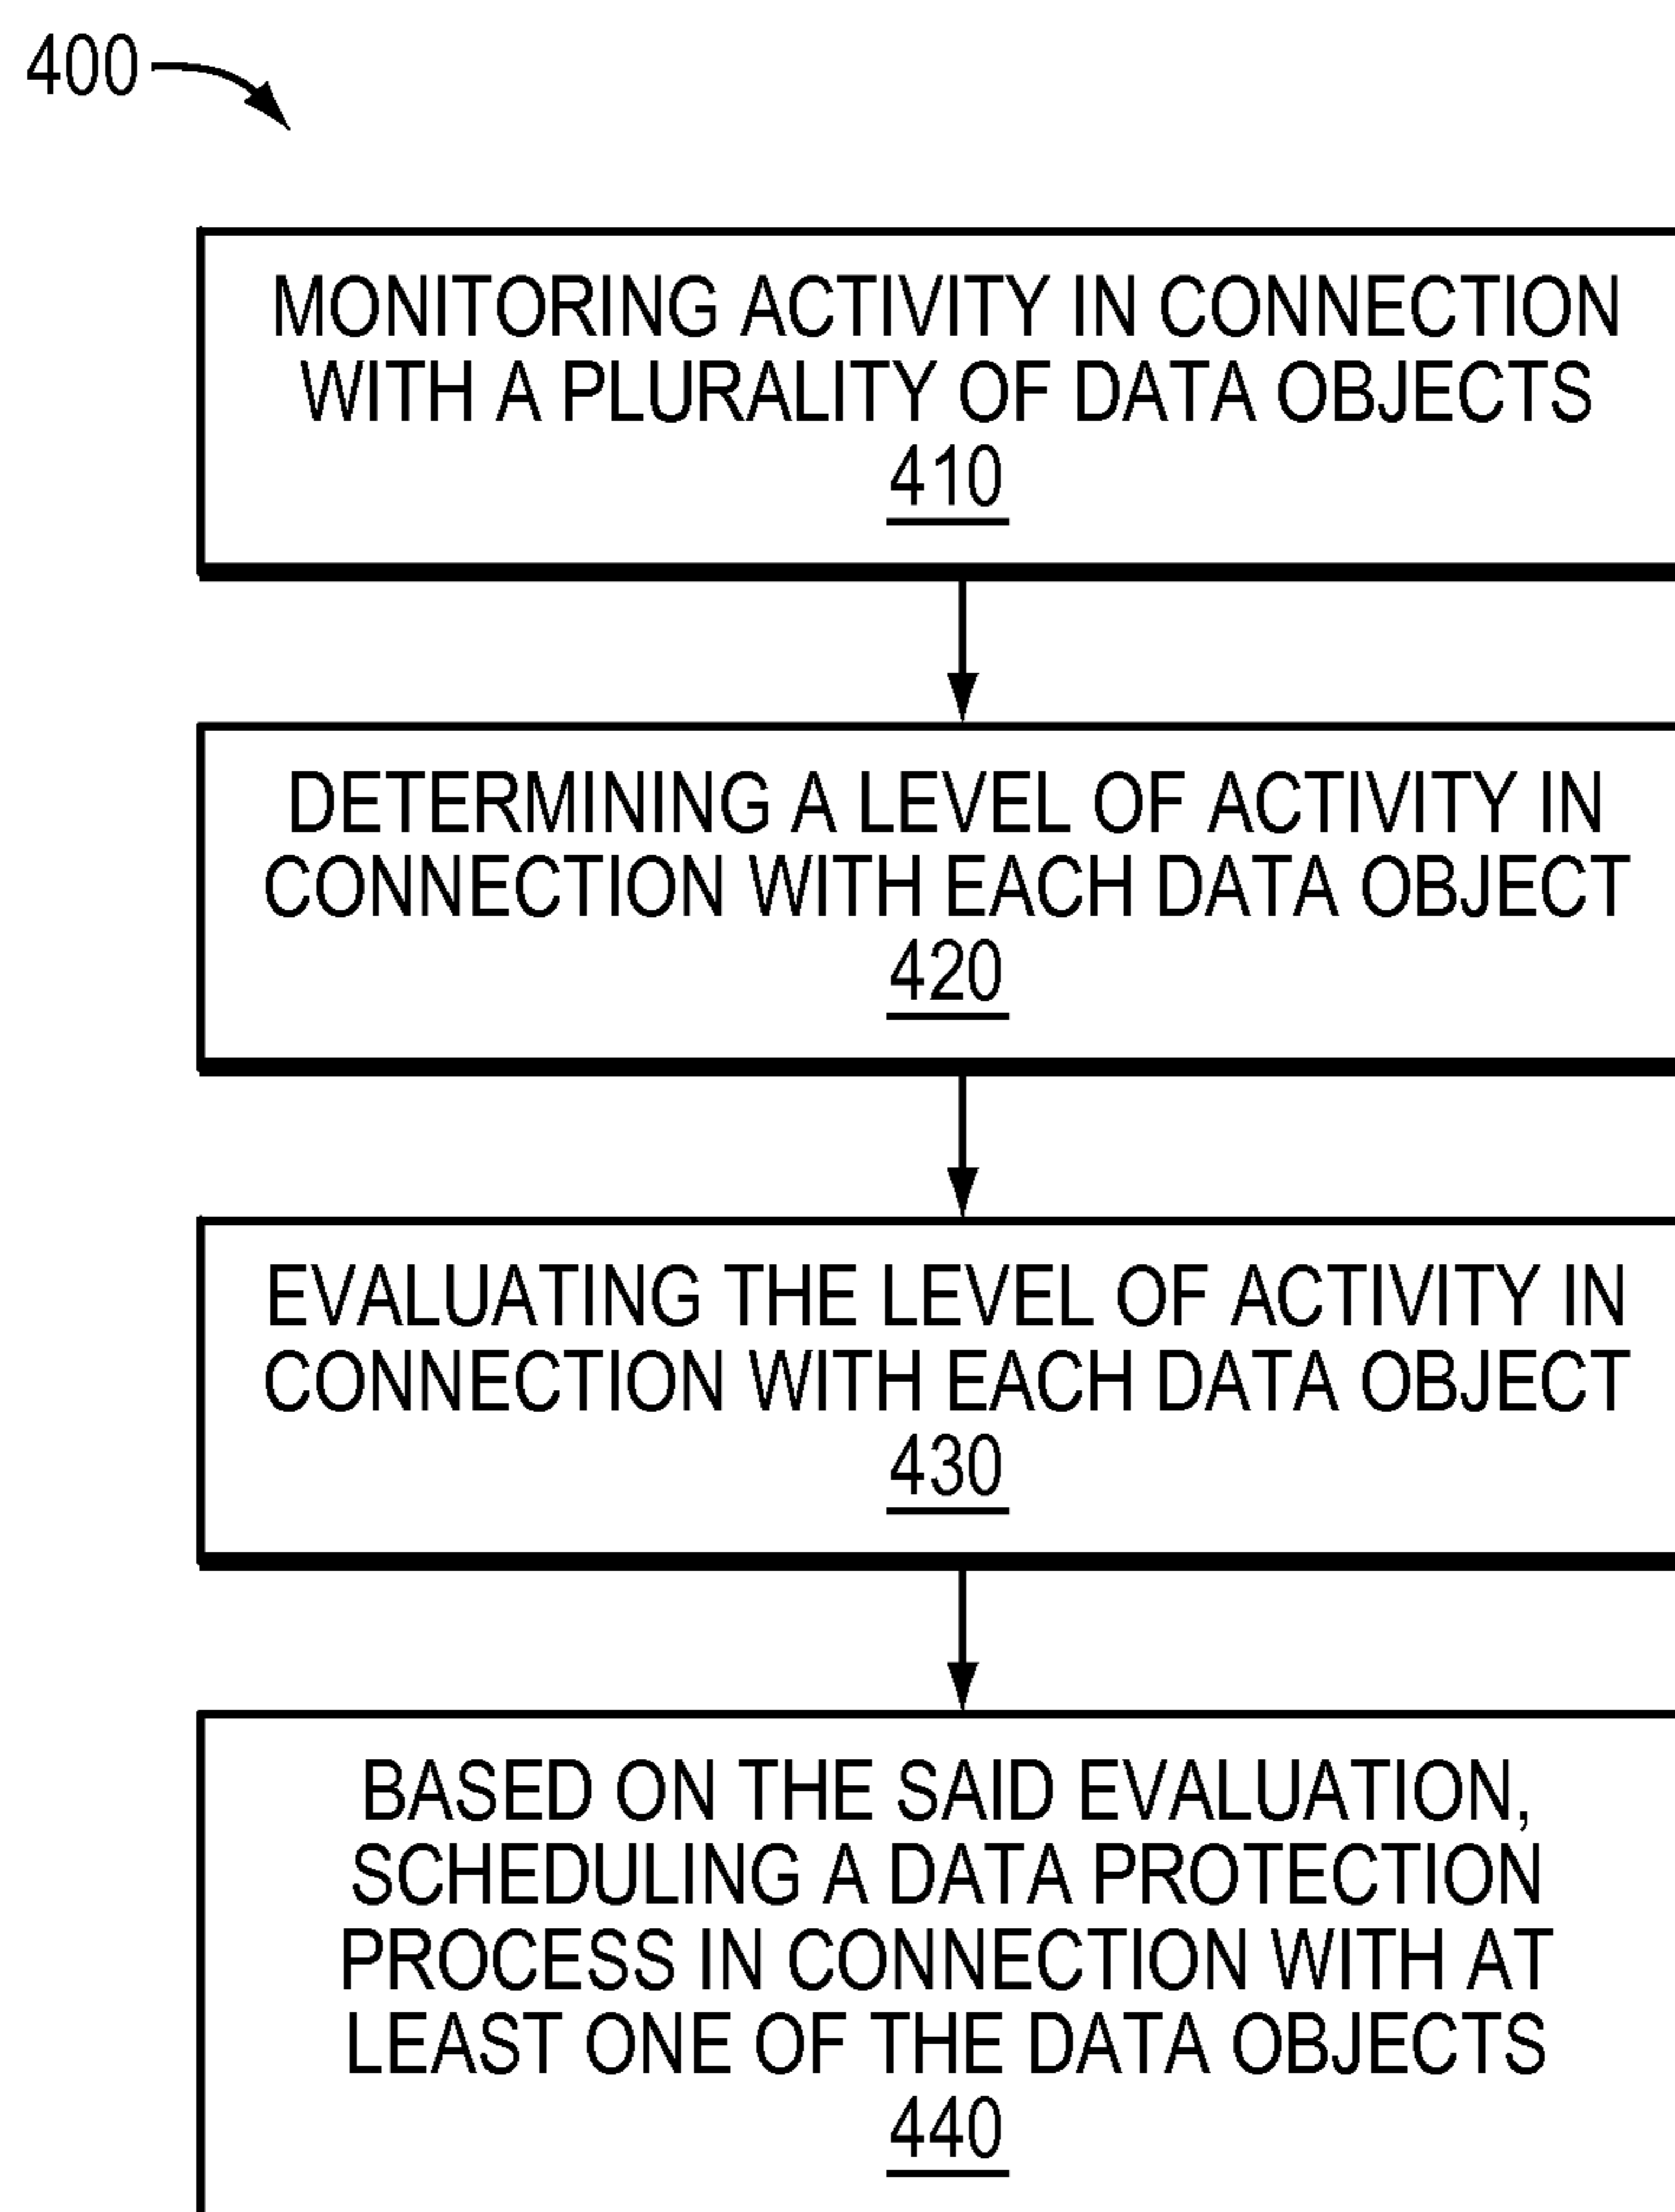 400
MONITORING ACTIVITY IN CONNECTION
WITH A PLURALITY OF DATA OBJECTS
410
DETERMINING A LEVEL OF ACTIVITY IN
CONNECTION WITH EACH DATA OBJECT
420
EVALUATING THE LEVEL OF ACTIVITY IN
CONNECTION WITH EACH DATA OBJECT
430
BASED ON THE SAID EVALUATION,
SCHEDULING A DATA PROTECTION
PROCESS IN CONNECTION WITH AT
LEAST ONE OF THE DATA OBJECTS
440